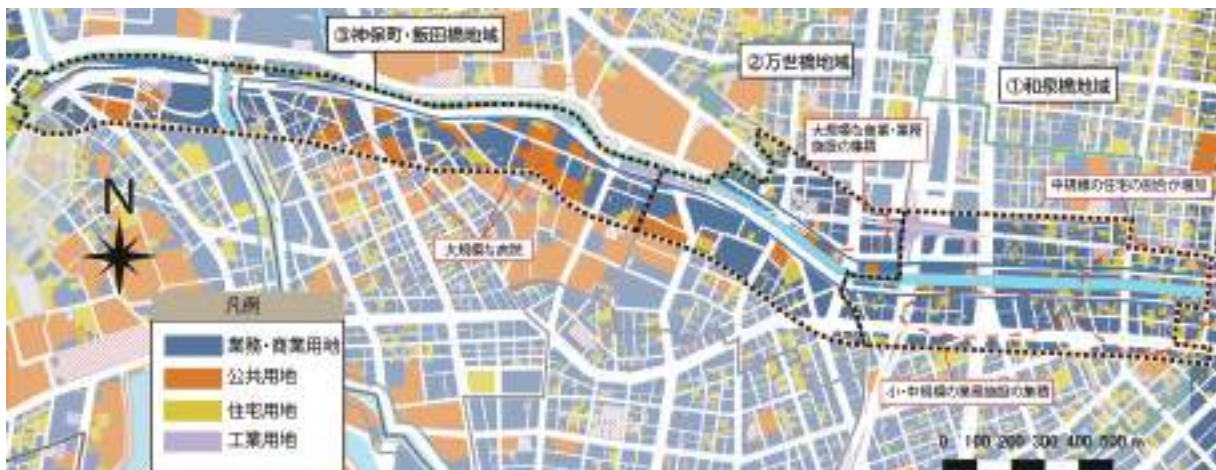 ③神保町・飯田橋地域
②万世橋地域
①和泉橋地域
大規模な商業・業務
施設の集積
中規模の住宅の割合が増加
大規模な病院
小・中規模の業務施設の集積
N
凡例
業務・商業用地
公共用地
住宅用地
工業用地
0 100 200 300 400 500 m